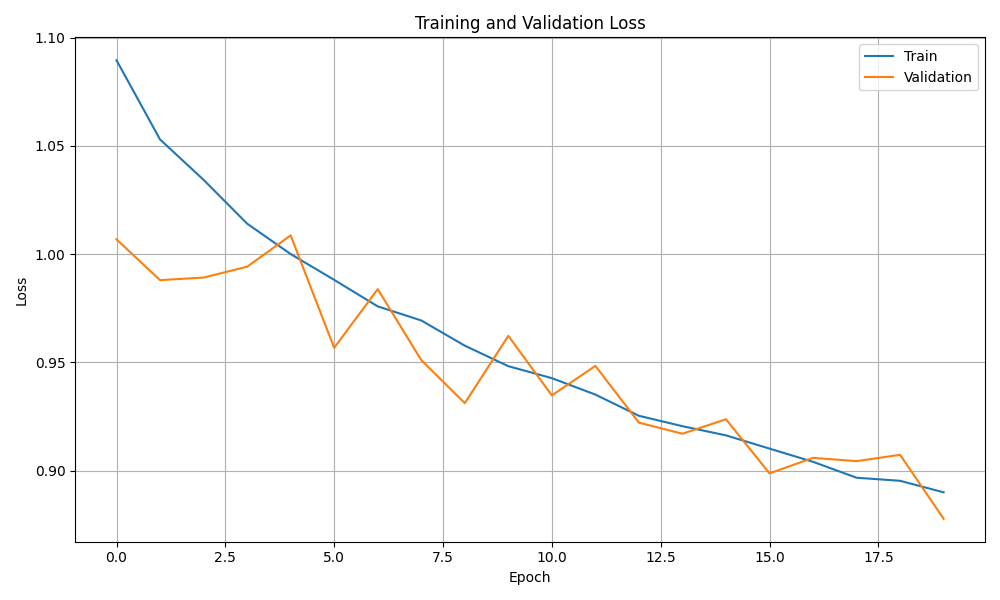 Training and Validation Loss
Train
Validation
1.10
1.05
1.00
0.95
0.90
Loss
0.0 2.5 5.0 7.5 10.0 12.5 15.0 17.5
Epoch